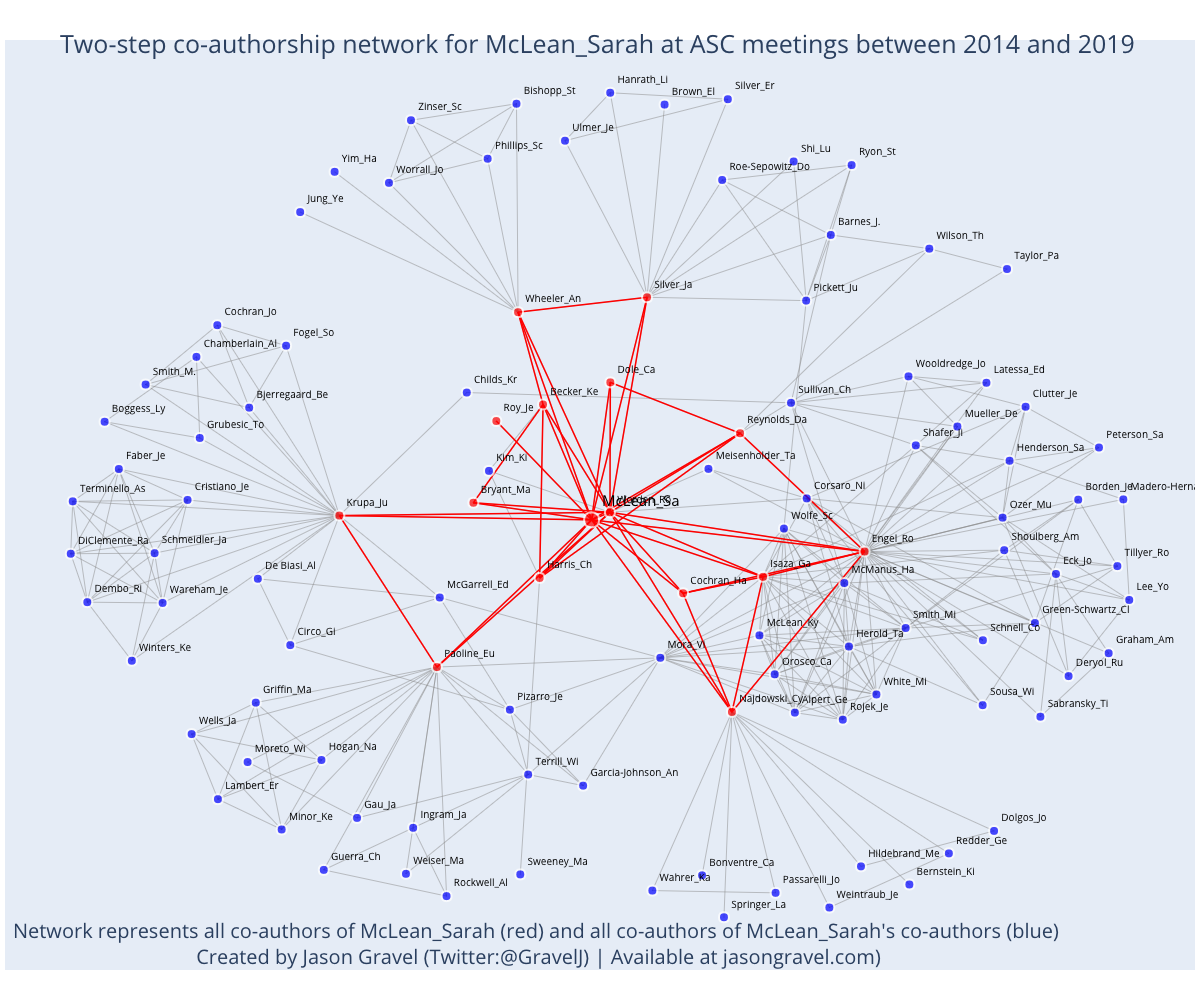 Two-step co-authorship network for McLean_Sarah at ASC meetings between 2014 and 2019
Hanrath_Li
Silver_Er
Bishopp_St
Brown_El
Zinser_Sc
Ulmer_Je
Phillips_Sc
Shi_Lu
Ryon_St
Yim_Ha
Worrall_Jo
Roe-Sepowitz_Do
Jung_Ye
Barnes_J.
Wilson_Th
Taylor_Pa
Silver_Ja
Pickett_Ju
Wheeler_An
Cochran_Jo
Fogel_So
Chamberlain_Al
Smith_M.
Dole_Ca
Wooldredge_Jo
Latessa_Ed
Childs_Kr
Sullivan_Ch
Bjerregaard_Be
Becker_Ke
Clutter_Je
Boggess_Ly
Roy_Je
Mueller_De
Grubesic_To
Reynolds_Da
Shafer_Ji
Peterson_Sa
Henderson_Sa
Faber_Je
Kim_Ki
Meisenholder_Ta
Terminello_As
Cristiano_Je
Bryant_Ma
Corsaro_Ni
Borden_Je
Krupa_Ju
McLean_Sa
Ozer_Mu
Wolfe_Sc
DiClemente_Ra
Schmeidler_Ja
Engel_Ro
Shoulberg_Am
Tillyer_Ro
De Biasi_Al
Harris_Ch
Isaza_Ga
McManus_Ha
Eck_Jo
Dembo_Ri
Wareham_Je
McGarrell_Ed
Cochran_Ha
Lee_Yo
Smith_Mi
Green-Schwartz_Cl
McLean_Ky
Schnell_Co
Winters_Ke
Circo_Gi
Herold_Ta
Mora_Vi
Graham_Am
Paoline_Eu
Orosco_Ca
Deryol_Ru
Griffin_Ma
Pizarro_Je
White_Mi
Najdowski_Cy
Alpert_Ge
Rojek_Je
Sousa_Wi
Sabransky_Ti
Wells_Ja
Moreto_Wi
Hogan_Na
Terrill_Wi
Garcia-Johnson_An
Lambert_Er
Minor_Ke
Gau_Ja
Ingram_Ja
Dolgos_Jo
Redder_Ge
Guerra_Ch
Weiser_Ma
Sweeney_Ma
Bonventre_Ca
Hildebrand_Me
Wahrer_Ka
Passarelli_Jo
Bernstein_Ki
Rockwell_Al
Weintraub_Je
Springer_La
Network represents all co-authors of McLean_Sarah (red) and all co-authors of McLean_Sarah's co-authors (blue)
Created by Jason Gravel (Twitter:@GravelJ) | Available at jasongravel.com)